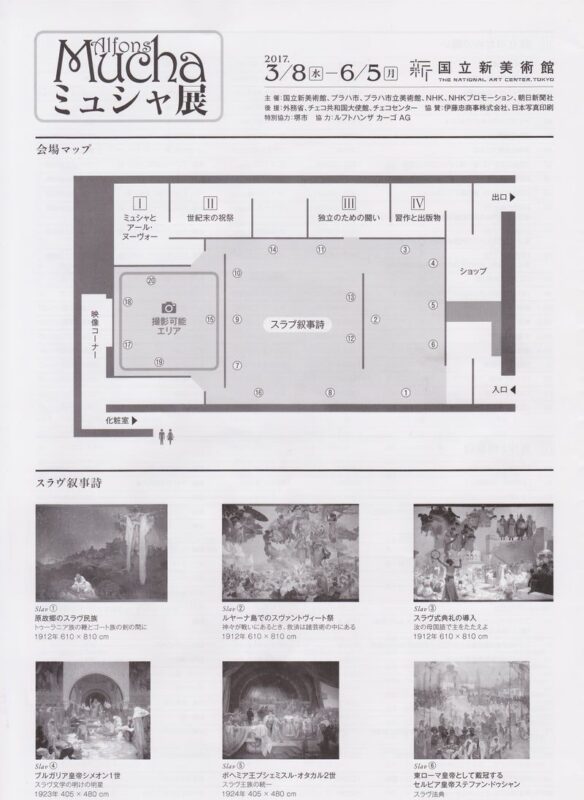 Alfons
Mucha
ミュシャ展
2017.
3/8水—6/5月
国立新美術館
THE NATIONAL ART CENTER, TOKYO
主催：国立新美術館、プラハ市、プラハ市立美術館、NHK、NHKプロモーション、朝日新聞社
後援：外務省、チェコ共和国大使館、チェコセンター 協賛：伊藤忠商事株式会社、日本写真印刷
特別協力：堺市 協力：ルフトハンザ カーゴ AG
会場マップ
I
ミュシャと
アール・
ヌーヴォー
II
世紀末の祝祭
III
独立のための闘い
IV
習作と出版物
出口▶
ショップ
入口◀
映像コーナー
撮影可能
エリア
スラブ叙事詩
⑳
⑱
⑮
⑰
⑲
⑭
⑪
③
④
⑩
⑬
⑨
②
⑤
⑫
⑦
⑥
⑯
⑧
①
化粧室▶
スラヴ叙事詩
Slav ①
原故郷のスラヴ民族
トゥーラニア族の鞭とゴート族の剣の間に
1912年 610 × 810 cm
Slav ②
ルヤーナ島でのスヴァントヴィート祭
神々が戦いにあるとき、救済は諸芸術の中にある
1912年 610 × 810 cm
Slav ③
スラヴ式典礼の導入
汝の母国語で主をたたえよ
1912年 610 × 810 cm
Slav ④
ブルガリア皇帝シメオン1世
スラヴ文学の明けの明星
1923年 405 × 480 cm
Slav ⑤
ボヘミア王プシェミスル・オタカル2世
スラヴ王族の統一
1924年 405 × 480 cm
Slav ⑥
東ローマ皇帝として戴冠する
セルビア皇帝ステファン・ドゥシャン
スラヴ法典